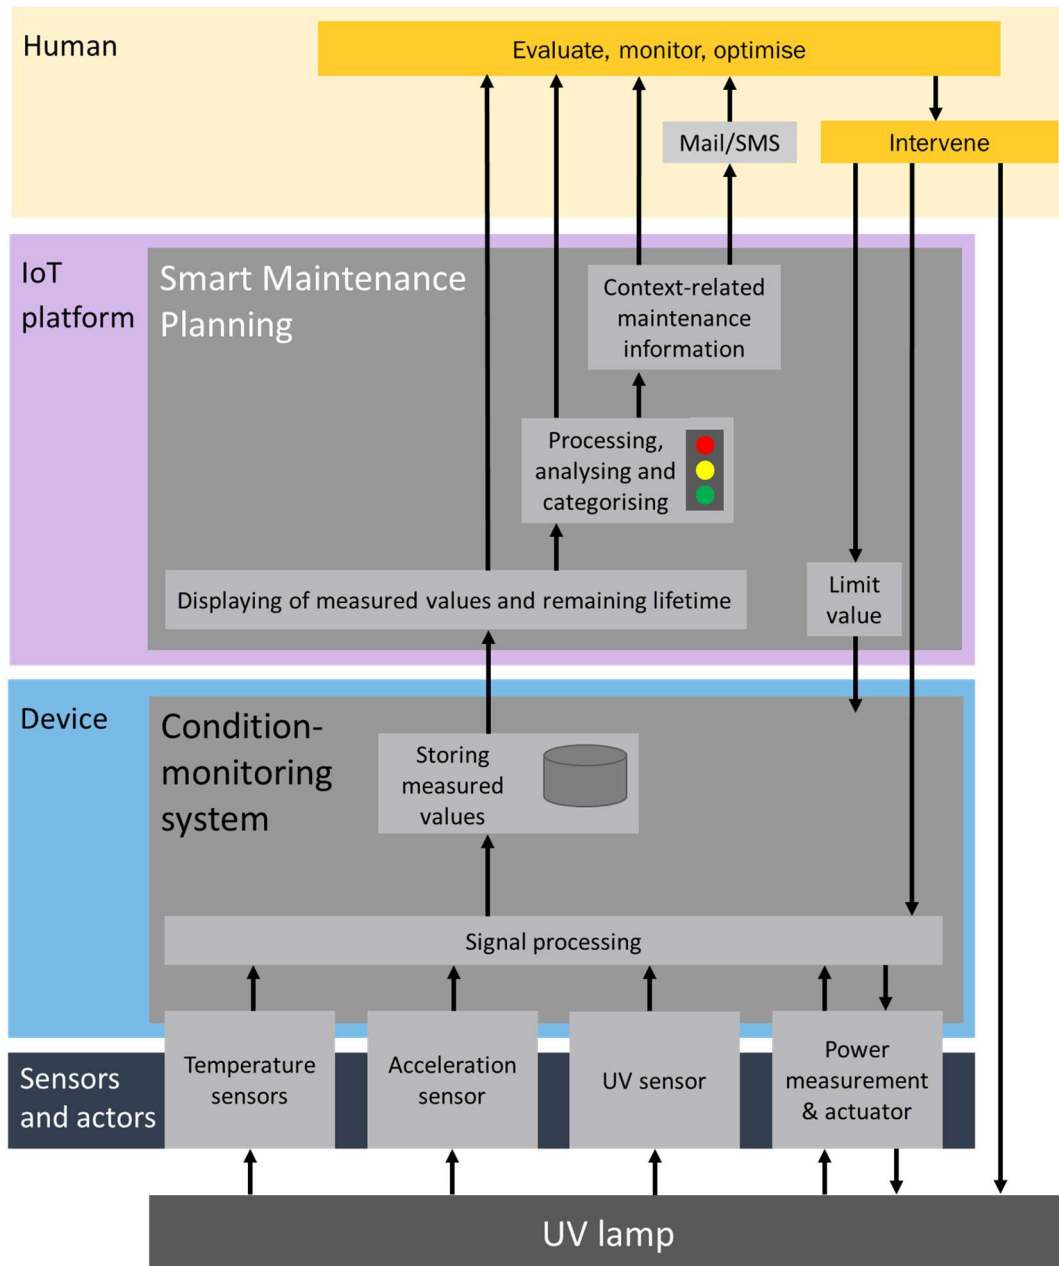 Human
Evaluate, monitor, optimise
Mail/SMS
Intervene
IoT
platform
Smart Maintenance
Planning
Context-related
maintenance
information
Processing,
analysing and
categorising
Displaying of measured values and remaining lifetime
Limit
value
Device
Condition-
monitoring
system
Storing
measured
values
Signal processing
Sensors
and actors
Temperature
sensors
Acceleration
sensor
UV sensor
Power
measurement
& actuator
UV lamp